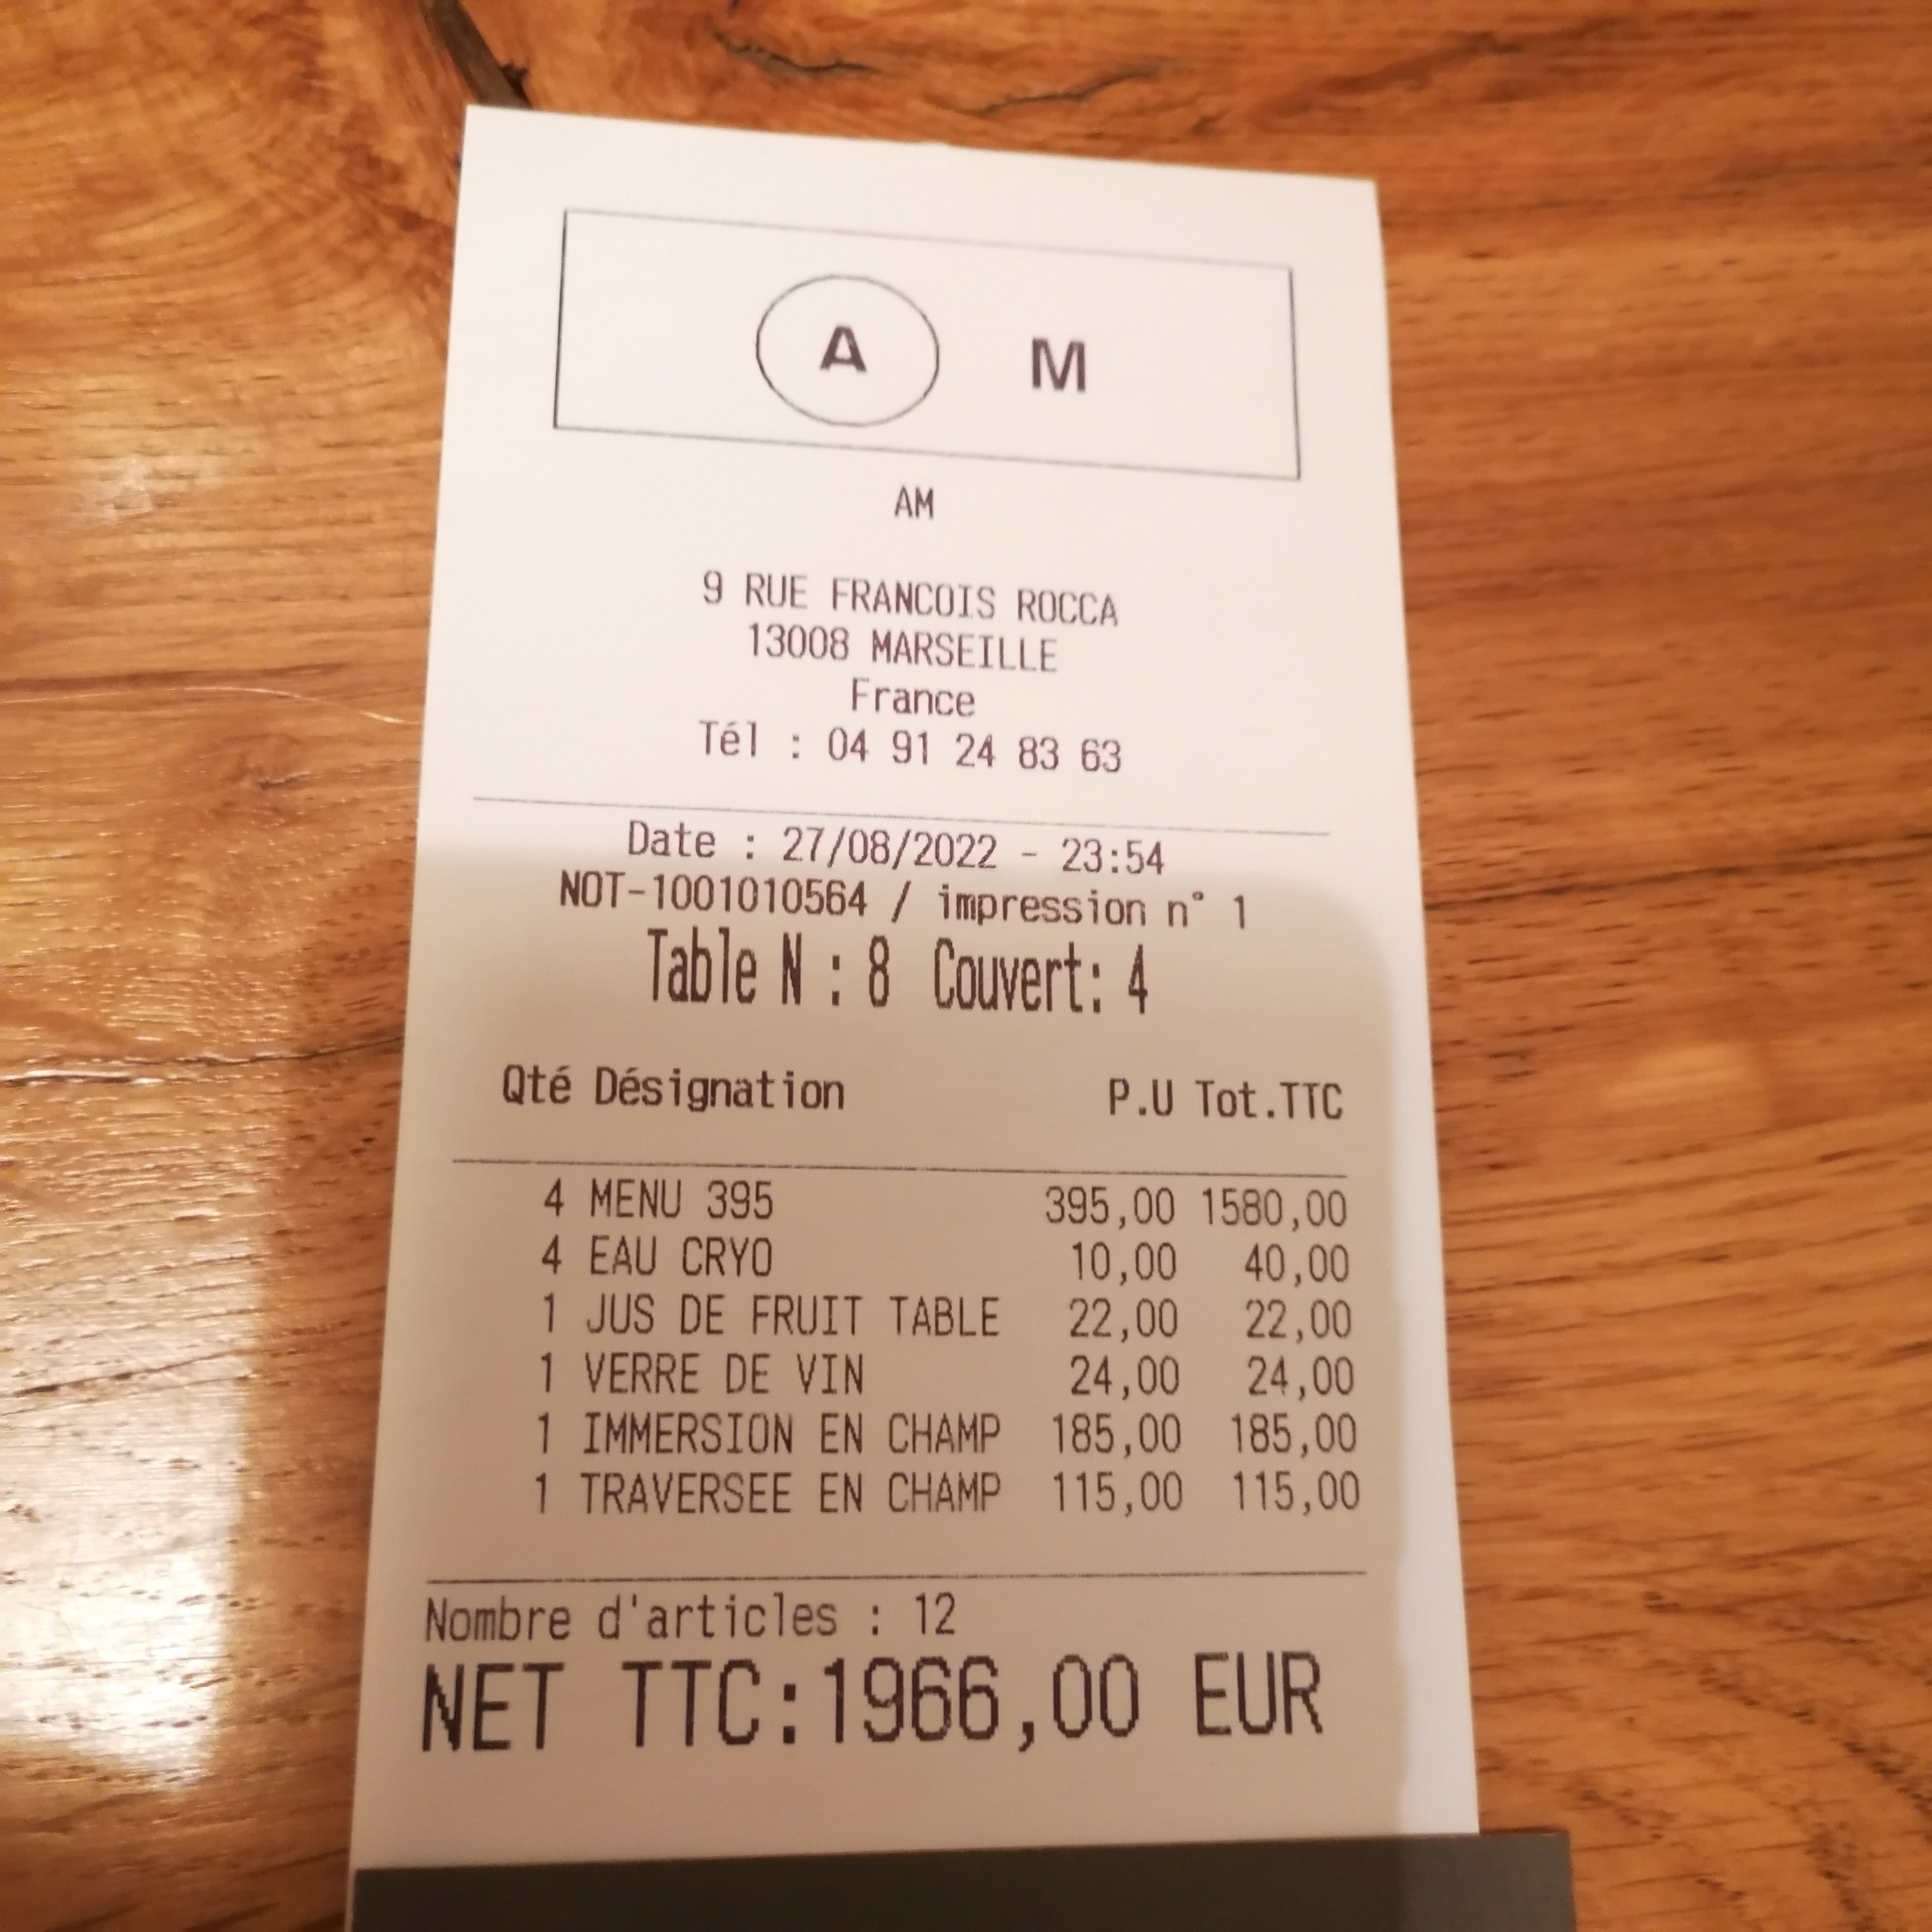 A M
AM
9 RUE FRANCOIS ROCCA
13008 MARSEILLE
France
Tél : 04 91 24 83 63
Date : 27/08/2022 - 23:54
NOT-1001010564 / impression n° 1
Table N : 8 Couvert: 4
Qté Désignation P.U Tot.TTC
4 MENU 395 395,00 1580,00
4 EAU CRYO 10,00 40,00
1 JUS DE FRUIT TABLE 22,00 22,00
1 VERRE DE VIN 24,00 24,00
1 IMMERSION EN CHAMP 185,00 185,00
1 TRAVERSEE EN CHAMP 115,00 115,00
Nombre d'articles : 12
NET TTC:1966,00 EUR